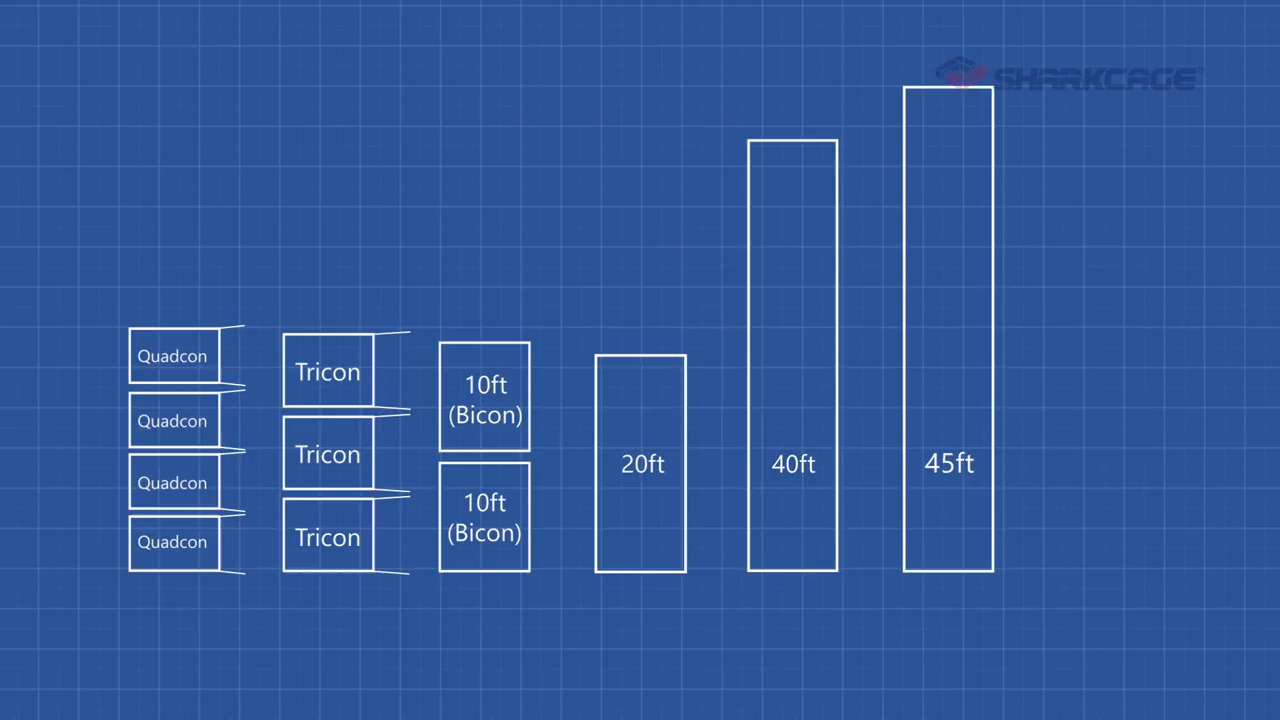 SHARKCAGE
Quadcon
Quadcon
Quadcon
Quadcon
Tricon
Tricon
Tricon
10ft
(Bicon)
10ft
(Bicon)
20ft
40ft
45ft